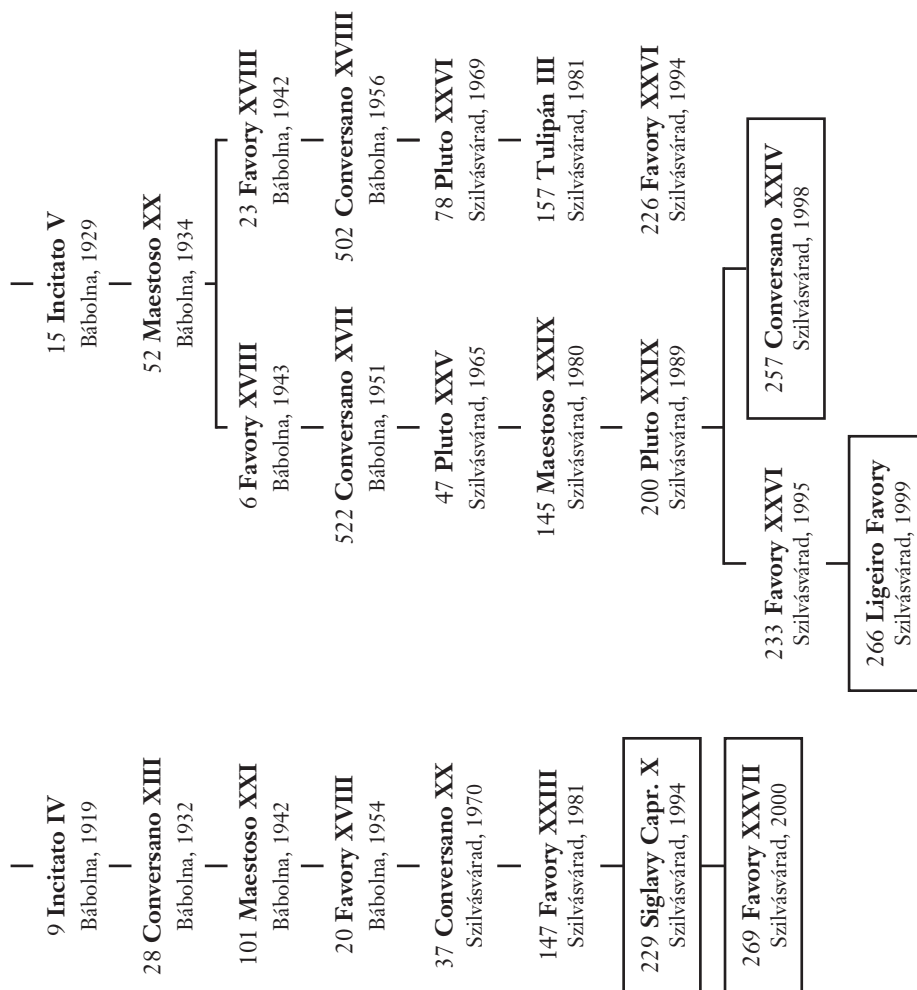 9 Incitato IV
Bábolna, 1919
28 Conversano XIII
Bábolna, 1932
101 Maestoso XXI
Bábolna, 1942
20 Favory XVIII
Bábolna, 1954
37 Conversano XX
Szilvásvárad, 1970
147 Favory XXIII
Szilvásvárad, 1981
229 Siglavy Capr. X
Szilvásvárad, 1994
269 Favory XXVII
Szilvásvárad, 2000
15 Incitato V
Bábolna, 1929
52 Maestoso XX
Bábolna, 1934
6 Favory XVIII
Bábolna, 1943
522 Conversano XVII
Bábolna, 1951
47 Pluto XXV
Szilvásvárad, 1965
145 Maestoso XXIX
Szilvásvárad, 1980
200 Pluto XXIX
Szilvásvárad, 1989
233 Favory XXVI
Szilvásvárad, 1995
266 Ligeiro Favory
Szilvásvárad, 1999
257 Conversano XXIV
Szilvásvárad, 1998
23 Favory XVIII
Bábolna, 1942
502 Conversano XVIII
Bábolna, 1956
78 Pluto XXVI
Szilvásvárad, 1969
157 Tulipán III
Szilvásvárad, 1981
226 Favory XXVI
Szilvásvárad, 1994